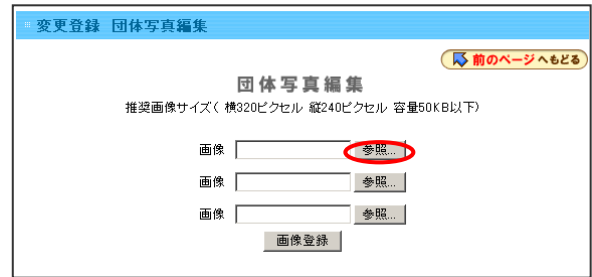 変更登録 団体写真編集
前のページへもどる
団体写真編集
推奨画像サイズ( 横320ピクセル 縦240ピクセル 容量50KB以下)
画像 参照...
画像 参照...
画像 参照...
画像登録